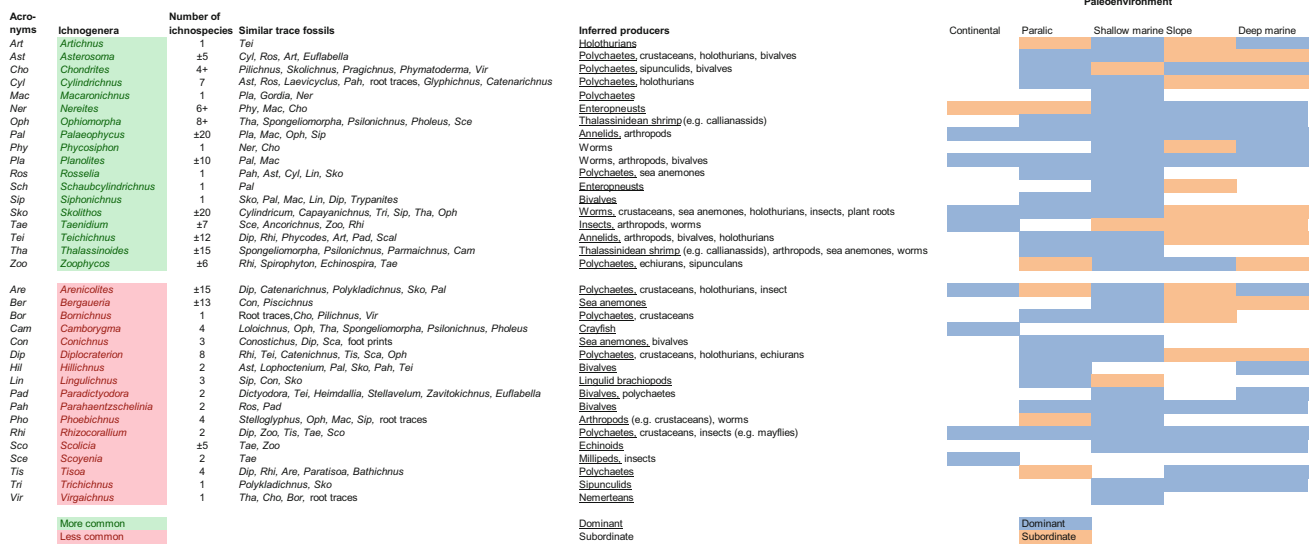 Paleoenvironment
Acro-nyms Ichnogenera Number of ichnospecies Similar trace fossils Inferred producers Continental Paralic Shallow marine Slope Deep marine
Art Artichnus 1 Tei Holothurians
Ast Asterosoma ±5 Cyl, Ros, Art, Euflabella Polychaetes, crustaceans, holothurians, bivalves
Cho Chondrites 4+ Pilichnus, Skolichnus, Pragichnus, Phymatoderma, Vir Polychaetes, sipunculids, bivalves
Cyl Cylindrichnus 7 Ast, Ros, Laevicyclus, Pah, root traces, Glyphichnus, Catenarichnus Polychaetes, holothurians
Mac Macaronichnus 1 Pla, Gordia, Ner Polychaetes
Ner Nereites 6+ Phy, Mac, Cho Enteropneusts
Oph Ophiomorpha 8+ Tha, Spongeliomorpha, Psilonichnus, Pholeus, Sce Thalassinidean shrimp (e.g. callianassids)
Pal Palaeophycus ±20 Pla, Mac, Oph, Sip Annelids, arthropods
Phy Phycosiphon 1 Ner, Cho Worms
Pla Planolites ±10 Pal, Mac Worms, arthropods, bivalves
Ros Rosselia 1 Pah, Ast, Cyl, Lin, Sko Polychaetes, sea anemones
Sch Schaubcylindrichnus 1 Pal Enteropneusts
Sip Siphonichnus 1 Sko, Pal, Mac, Lin, Dip, Trypanites Bivalves
Sko Skolithos ±20 Cylindricum, Capayanichnus, Tri, Sip, Tha, Oph Worms, crustaceans, sea anemones, holothurians, insects, plant roots
Tae Taenidium ±7 Sce, Ancorichnus, Zoo, Rhi Insects, arthropods, worms
Tei Teichichnus ±12 Dip, Rhi, Phycodes, Art, Pad, Scal Annelids, arthropods, bivalves, holothurians
Tha Thalassinoides ±15 Spongeliomorpha, Psilonichnus, Parmaichnus, Cam Thalassinidean shrimp (e.g. callianassids), arthropods, sea anemones, worms
Zoo Zoophycos ±6 Rhi, Spirophyton, Echinospira, Tae Polychaetes, echiurans, sipunculans
Are Arenicolites ±15 Dip, Catenarichnus, Polykladichnus, Sko, Pal Polychaetes, crustaceans, holothurians, insect
Ber Bergaueria ±13 Con, Piscichnus Sea anemones
Bor Bornichnus 1 Root traces,Cho, Pilichnus, Vir Polychaetes, crustaceans
Cam Camborygma 4 Loloichnus, Oph, Tha, Spongeliomorpha, Psilonichnus, Pholeus Crayfish
Con Conichnus 3 Conostichus, Dip, Sca, foot prints Sea anemones, bivalves
Dip Diplocraterion 8 Rhi, Tei, Catenichnus, Tis, Sca, Oph Polychaetes, crustaceans, holothurians, echiurans
Hil Hillichnus 2 Ast, Lophoctenium, Pal, Sko, Pah, Tei Bivalves
Lin Lingulichnus 3 Sip, Con, Sko Lingulid brachiopods
Pad Paradictyodora 2 Dictyodora, Tei, Heimdallia, Stellavelum, Zavitokichnus, Euflabella Bivalves, polychaetes
Pah Parahaentzschelinia 2 Ros, Pad Bivalves
Pho Phoebichnus 4 Stelloglyphus, Oph, Mac, Sip, root traces Arthropods (e.g. crustaceans), worms
Rhi Rhizocorallium 2 Dip, Zoo, Tis, Tae, Sco Polychaetes, crustaceans, insects (e.g. mayflies)
Sco Scolicia ±5 Tae, Zoo Echinoids
Sce Scoyenia 2 Tae Millipeds, insects
Tis Tisoa 4 Dip, Rhi, Are, Paratisoa, Bathichnus Polychaetes
Tri Trichichnus 1 Polykladichnus, Sko Sipunculids
Vir Virgaichnus 1 Tha, Cho, Bor, root traces Nemerteans
More common Dominant Dominant
Less common Subordinate Subordinate